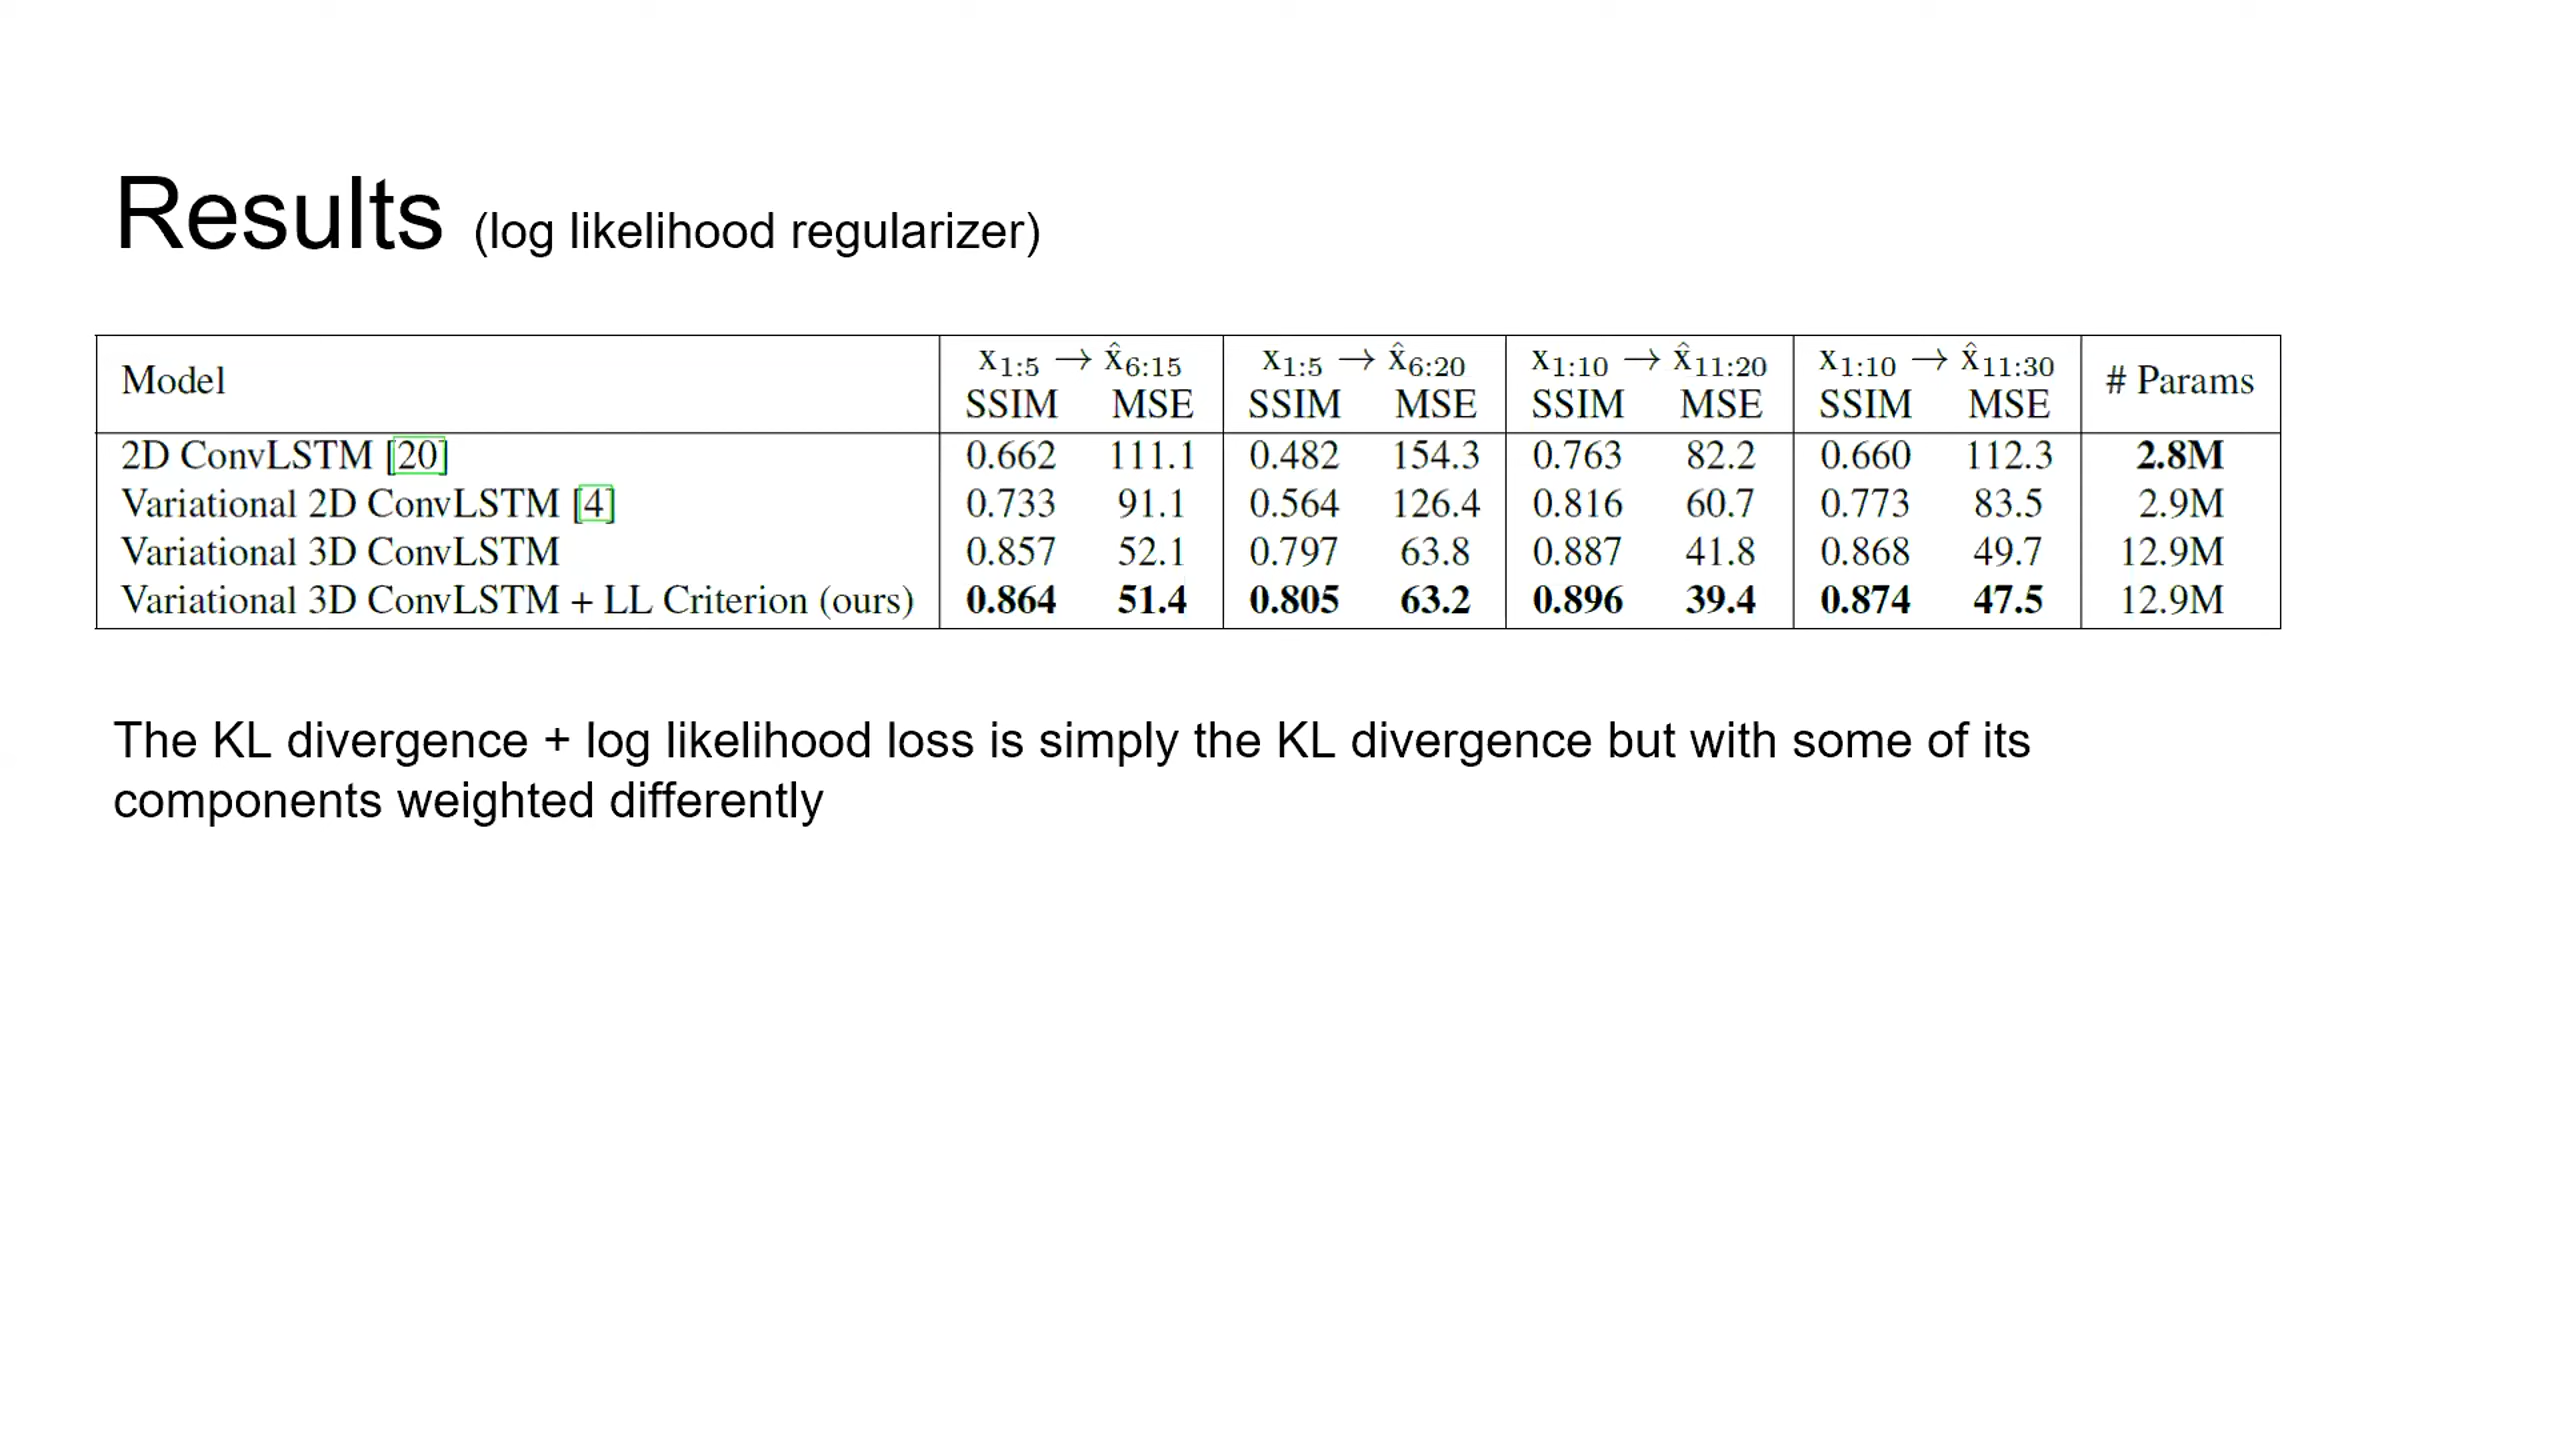 Results (log likelihood regularizer)
Model x1:5 → x̂6:15 x1:5 → x̂6:20 x1:10 → x̂11:20 x1:10 → x̂11:30 # Params
SSIM MSE SSIM MSE SSIM MSE SSIM MSE
2D ConvLSTM [20] 0.662 111.1 0.482 154.3 0.763 82.2 0.660 112.3 2.8M
Variational 2D ConvLSTM [4] 0.733 91.1 0.564 126.4 0.816 60.7 0.773 83.5 2.9M
Variational 3D ConvLSTM 0.857 52.1 0.797 63.8 0.887 41.8 0.868 49.7 12.9M
Variational 3D ConvLSTM + LL Criterion (ours) 0.864 51.4 0.805 63.2 0.896 39.4 0.874 47.5 12.9M
The KL divergence + log likelihood loss is simply the KL divergence but with some of its
components weighted differently